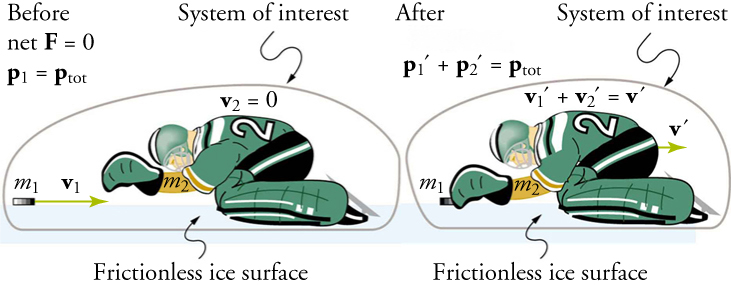 Before
net F = 0
p₁ = pₜₒₜ
System of interest
v₂ = 0
m₁
v₁
m₂
2
Frictionless ice surface
After
System of interest
p₁′ + p₂′ = pₜₒₜ
v₁′ + v₂′ = v′
v′
m₁
m₂
2
Frictionless ice surface